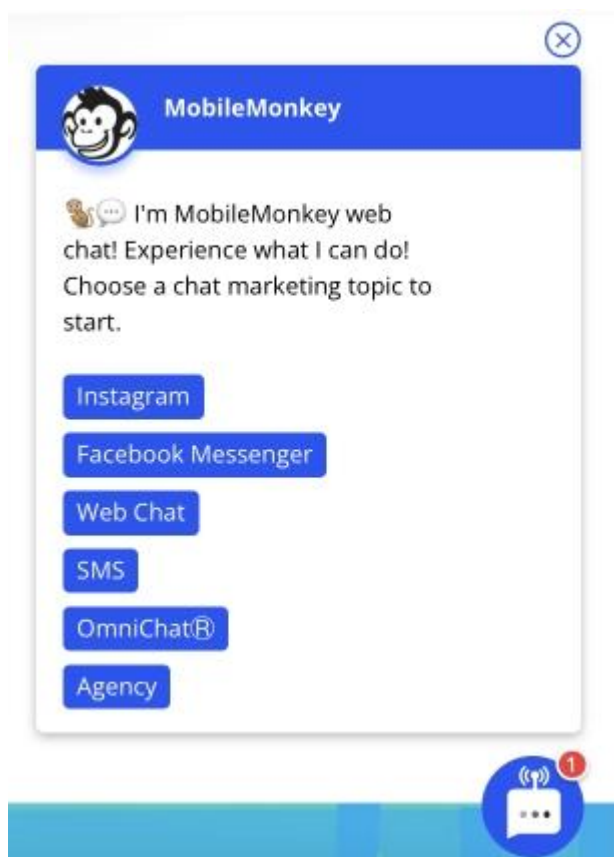 MobileMonkey
🐒💬 I'm MobileMonkey web
chat! Experience what I can do!
Choose a chat marketing topic to
start.
Instagram
Facebook Messenger
Web Chat
SMS
OmniChat®
Agency
1